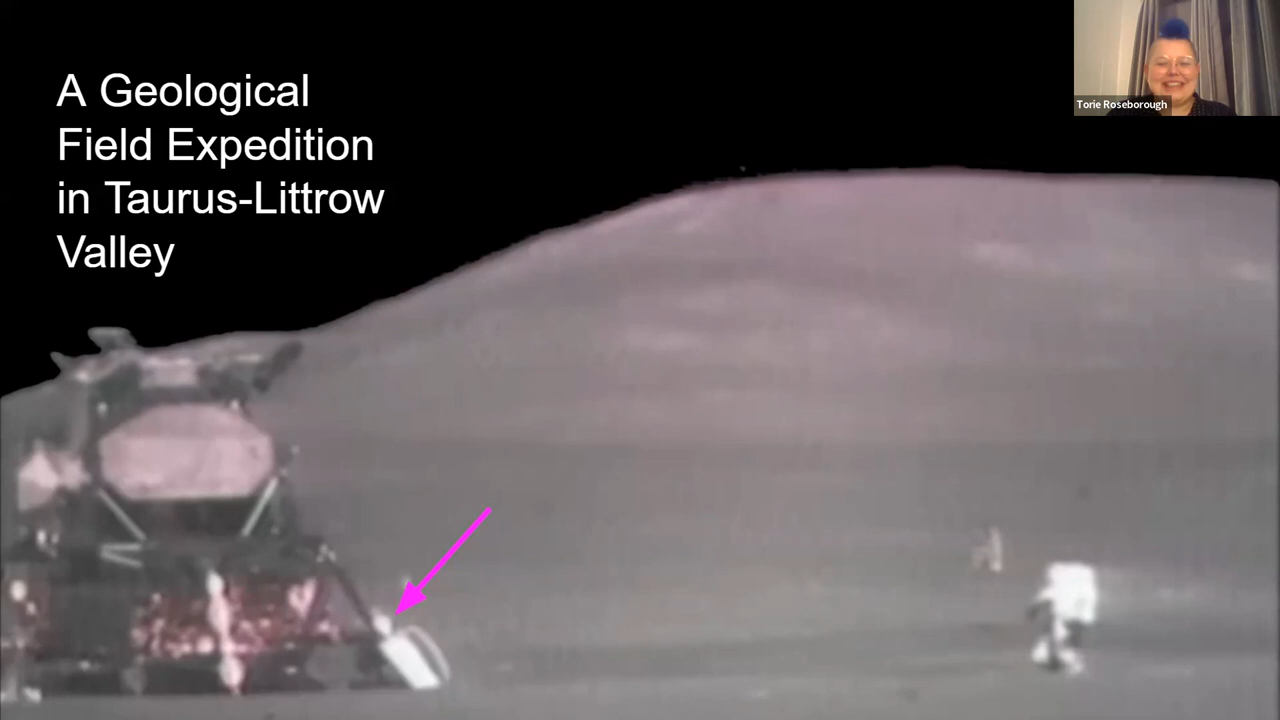 A Geological
Field Expedition
in Taurus-Littrow
Valley
Torie Roseborough